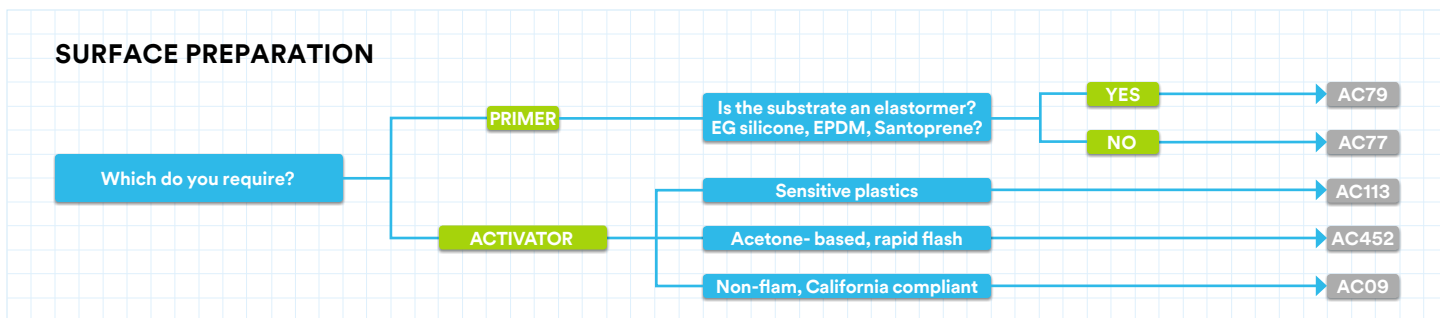 SURFACE PREPARATION
Which do you require?
PRIMER
Is the substrate an elastormer?
EG silicone, EPDM, Santoprene?
YES
AC79
NO
AC77
ACTIVATOR
Sensitive plastics
AC113
Acetone- based, rapid flash
AC452
Non-flam, California compliant
AC09